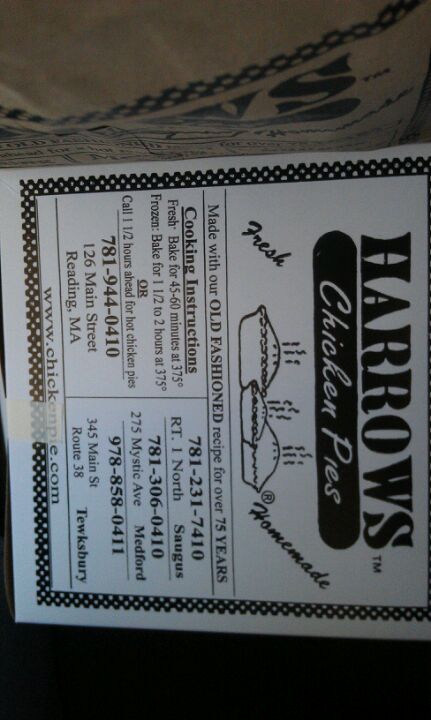 HARROWS™
Chicken Pies
Fresh
Homemade
®
Made with our OLD FASHIONED recipe for over 75 YEARS
Cooking Instructions
Fresh: Bake for 45-60 minutes at 375°
Frozen: Bake for 1 1/2 to 2 hours at 375°
OR
Call 1 1/2 hours ahead for hot chicken pies
781-944-0410
126 Main Street
Reading, MA
781-231-7410
RT. 1 North Saugus
781-306-0410
275 Mystic Ave Medford
978-858-0411
345 Main St
Route 38 Tewksbury
www.chickenpie.com